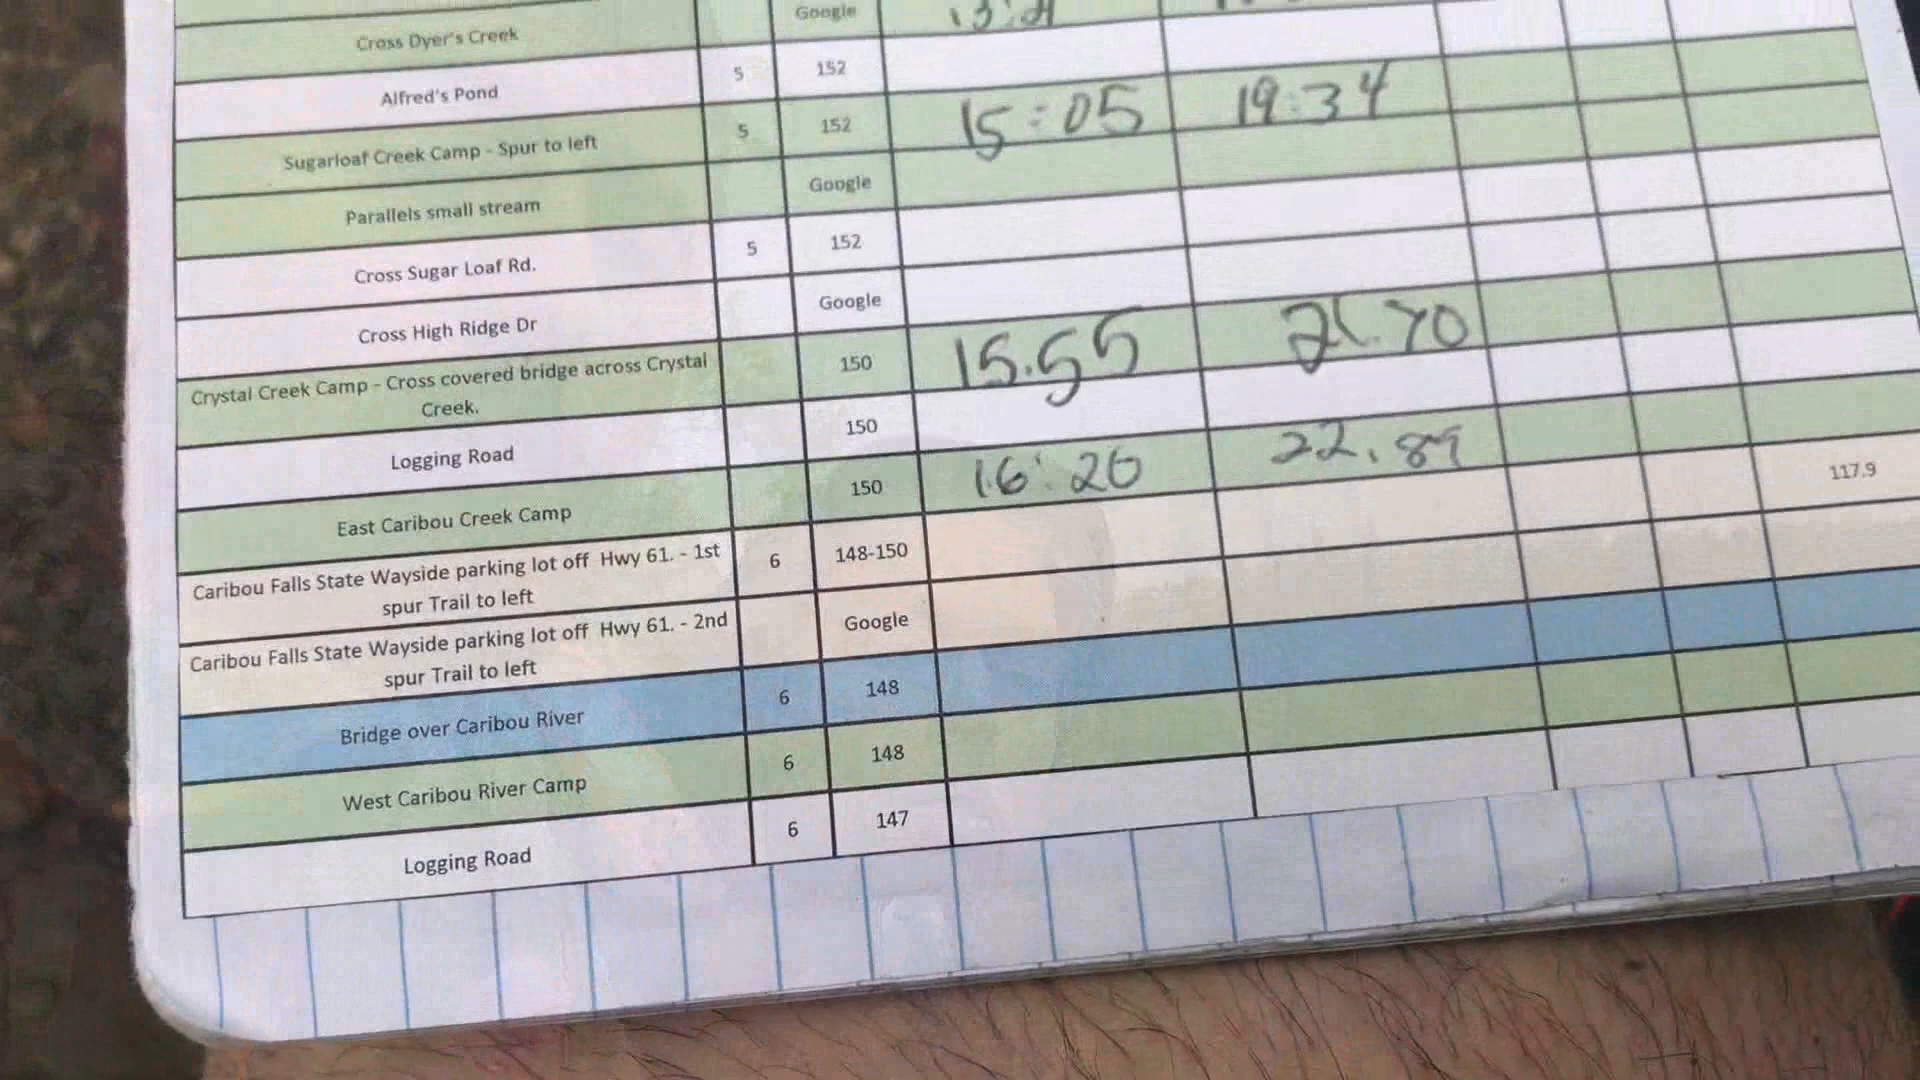 Cross Dyer's Creek Google
Alfred's Pond 5 152
Sugarloaf Creek Camp - Spur to left 5 152 15:05 19:34
Parallels small stream Google
Cross Sugar Loaf Rd. 5 152
Cross High Ridge Dr Google
Crystal Creek Camp - Cross covered bridge across Crystal
Creek. 150 15.55 21.70
Logging Road 150
East Caribou Creek Camp 150 16:20 22.89
Caribou Falls State Wayside parking lot off Hwy 61. - 1st
spur Trail to left 6 148-150 117.9
Caribou Falls State Wayside parking lot off Hwy 61. - 2nd
spur Trail to left Google
Bridge over Caribou River 6 148
West Caribou River Camp 6 148
Logging Road 6 147